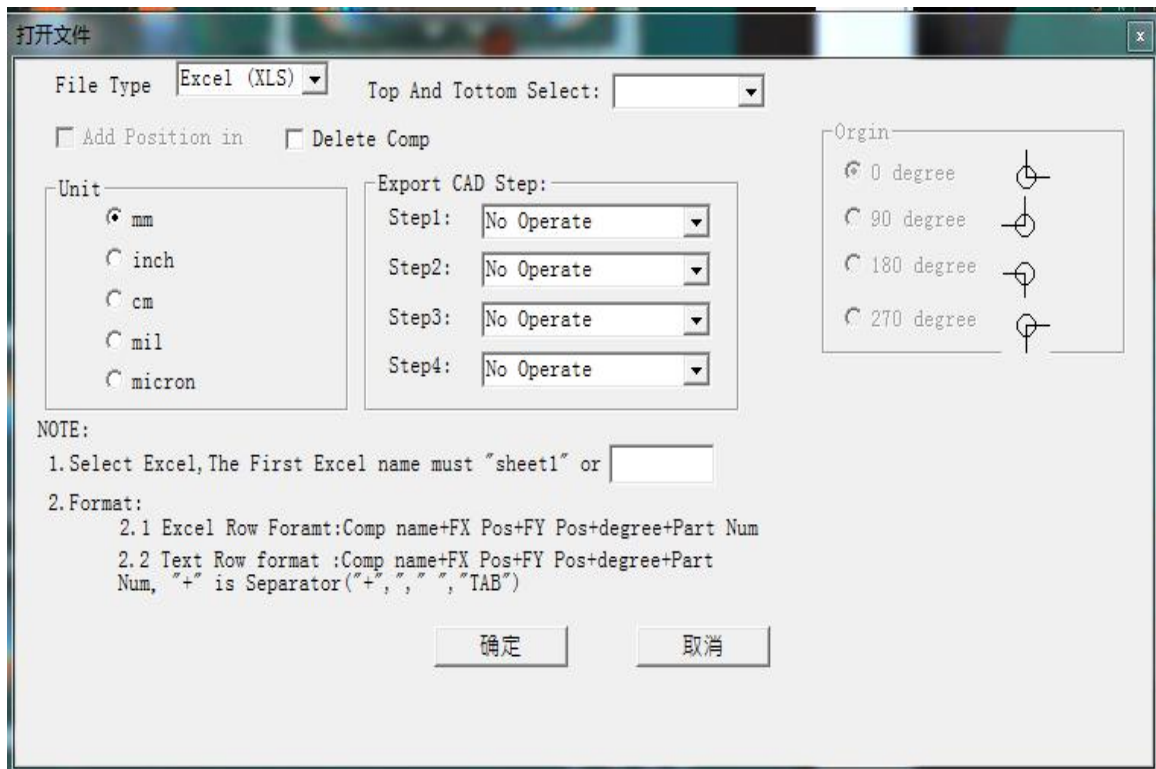 打开文件
x
File Type
Excel (XLS)
Top And Tottom Select:
Add Position in
Delete Comp
Orgin
0 degree
90 degree
180 degree
270 degree
Unit
mm
inch
cm
mil
micron
Export CAD Step:
Step1:
No Operate
Step2:
No Operate
Step3:
No Operate
Step4:
No Operate
NOTE:
1.Select Excel,The First Excel name must "sheet1" or
2.Format:
2.1 Excel Row Foramt:Comp name+FX Pos+FY Pos+degree+Part Num
2.2 Text Row format :Comp name+FX Pos+FY Pos+degree+Part
Num, "+" is Separator("+","," ","TAB")
确定
取消